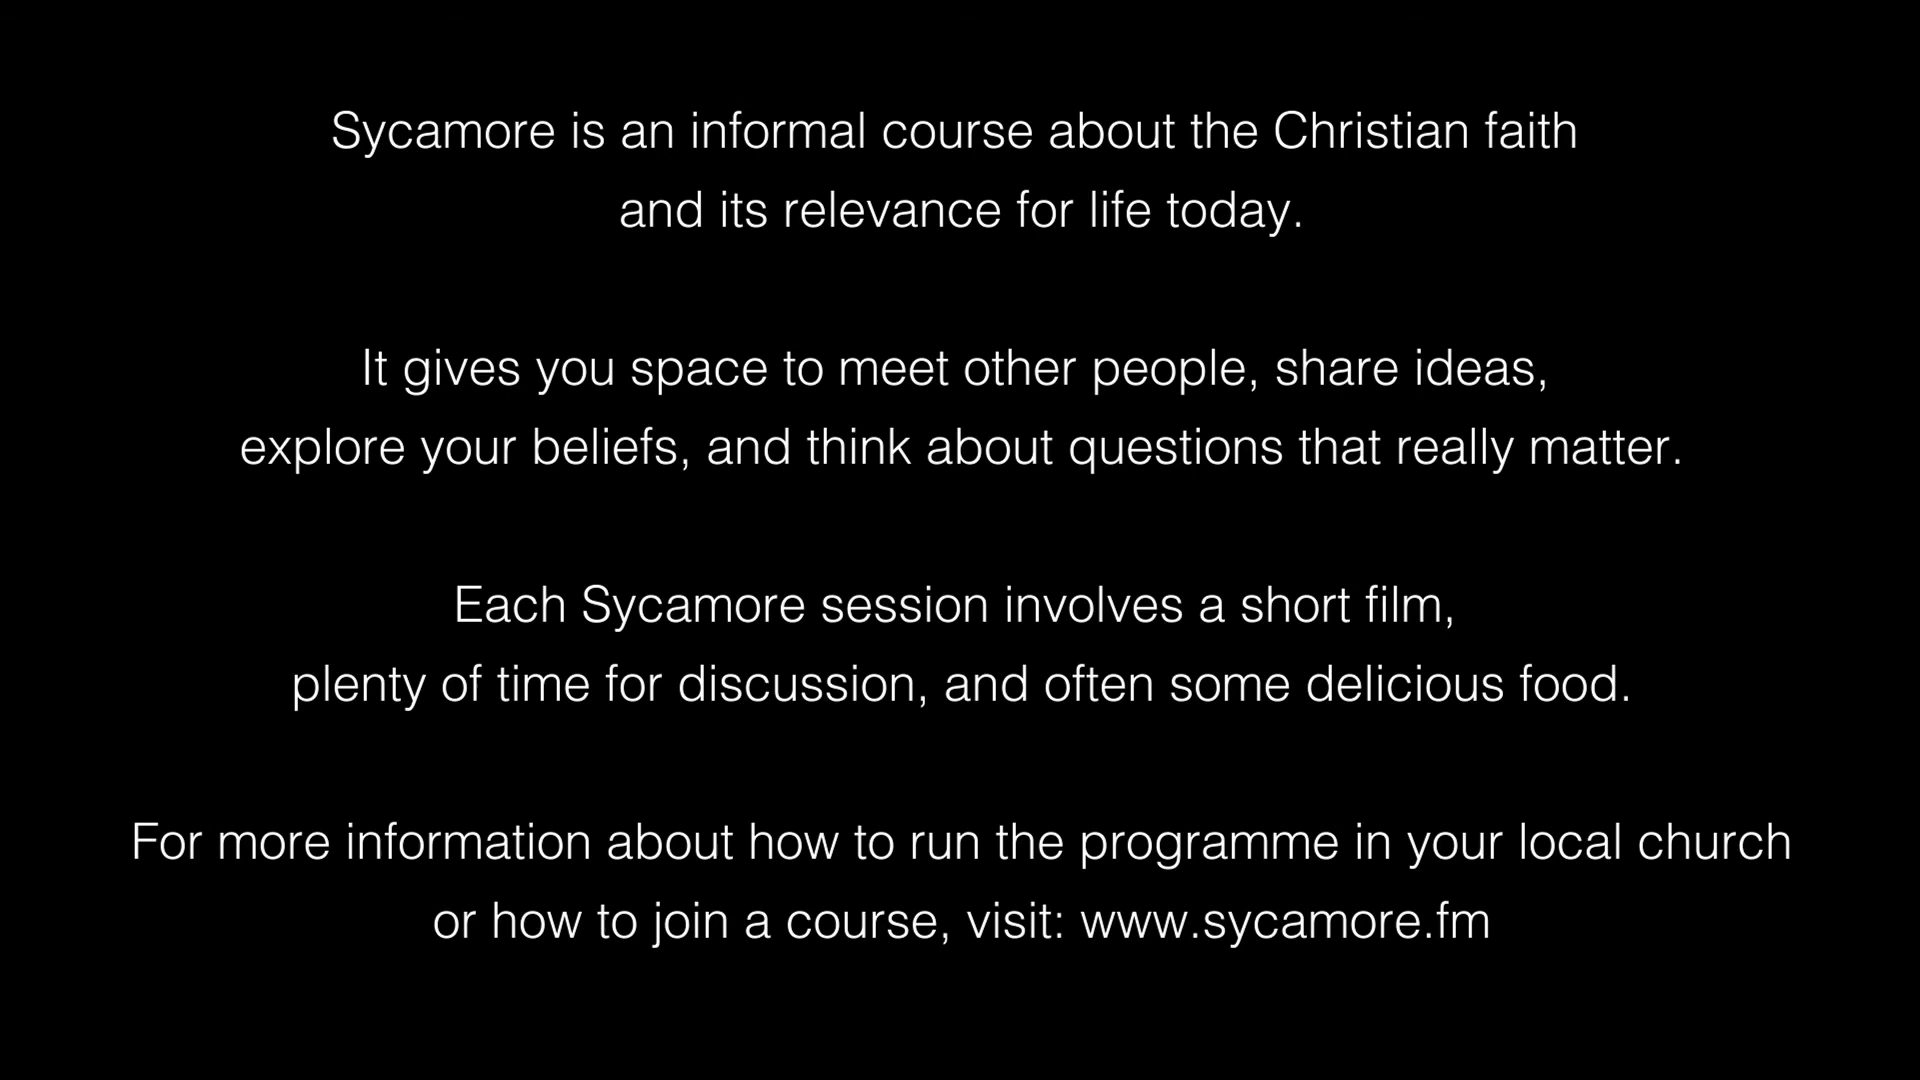 Sycamore is an informal course about the Christian faith
and its relevance for life today.
It gives you space to meet other people, share ideas,
explore your beliefs, and think about questions that really matter.
Each Sycamore session involves a short film,
plenty of time for discussion, and often some delicious food.
For more information about how to run the programme in your local church
or how to join a course, visit: www.sycamore.fm